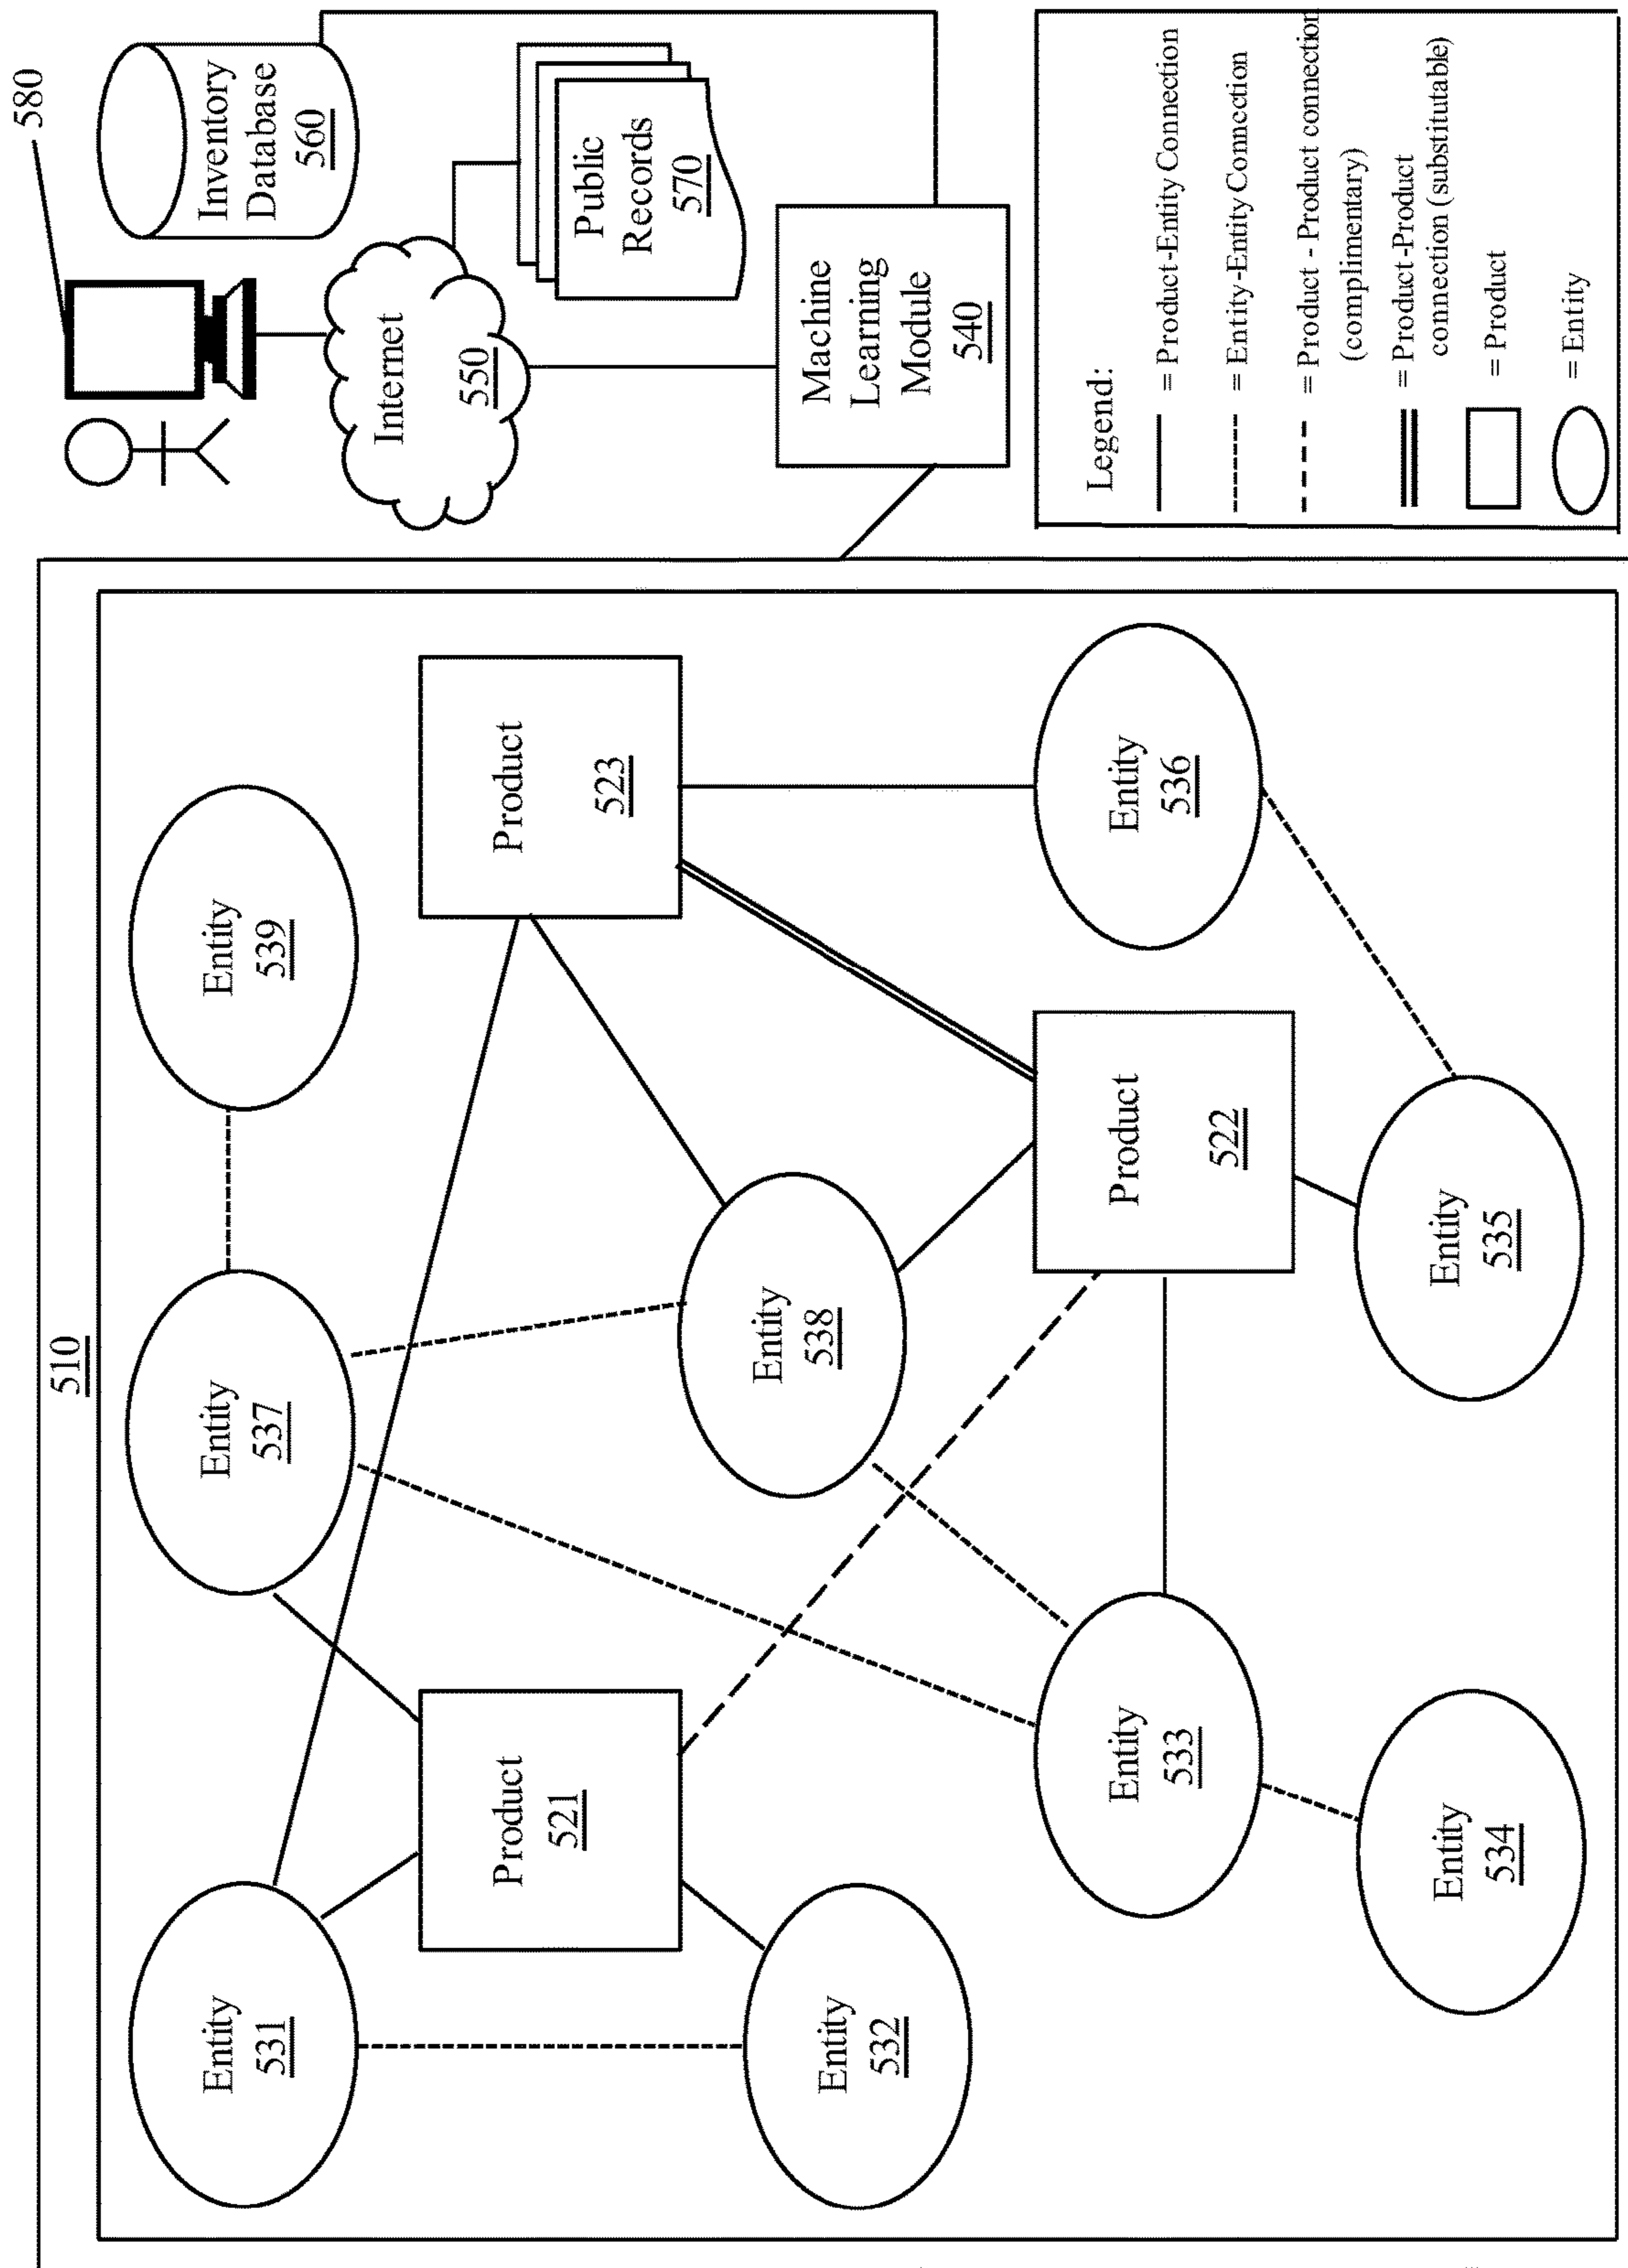 510
Entity
531
Entity
537
Entity
539
Product
521
Product
523
Entity
532
Entity
538
Entity
533
Product
522
Entity
536
Entity
534
Entity
535
580
Inventory
Database
560
Internet
550
Public
Records
570
Machine
Learning
Module
540
Legend:
= Product-Entity Connection
= Entity-Entity Connection
= Product - Product connection
(complimentary)
= Product-Product
connection (substitutable)
= Product
= Entity